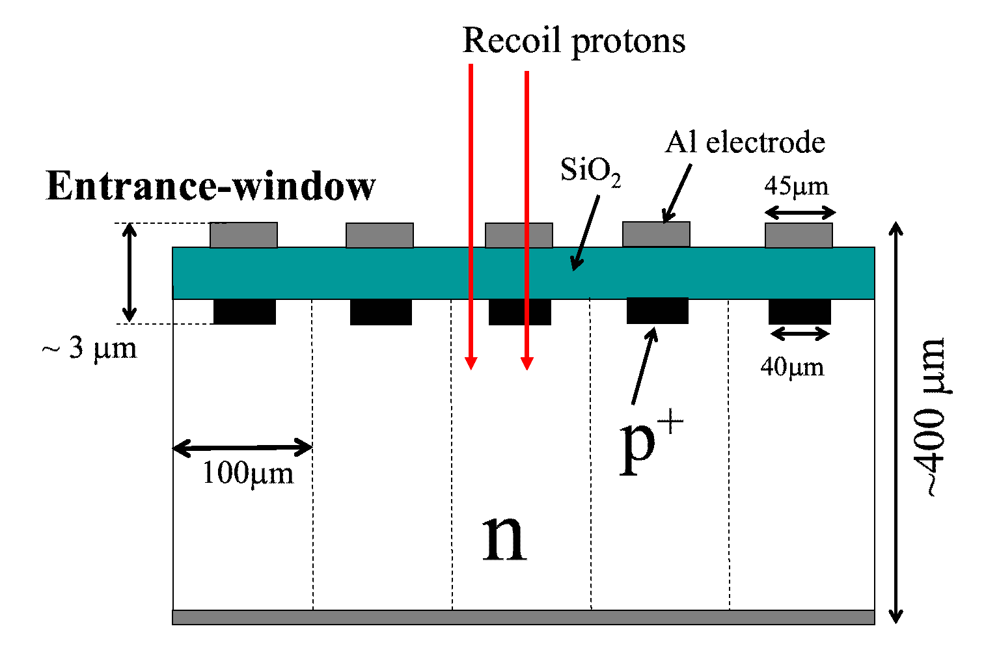 Recoil protons
Al electrode
SiO₂
Entrance-window
45μm
~ 3 μm
40μm
p⁺
100μm
n
~400 μm